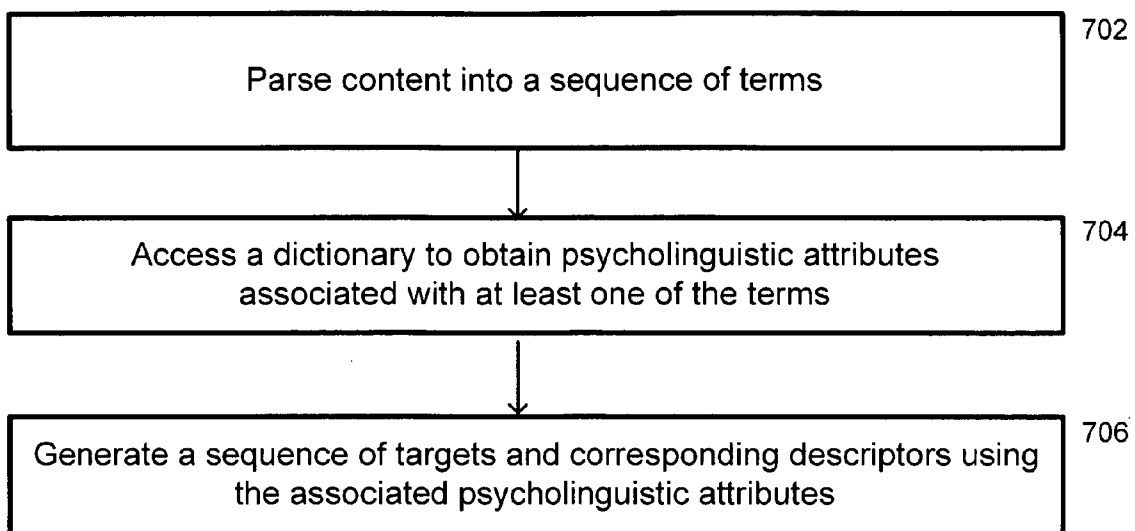 702
Parse content into a sequence of terms
704
Access a dictionary to obtain psycholinguistic attributes
associated with at least one of the terms
706
Generate a sequence of targets and corresponding descriptors using
the associated psycholinguistic attributes